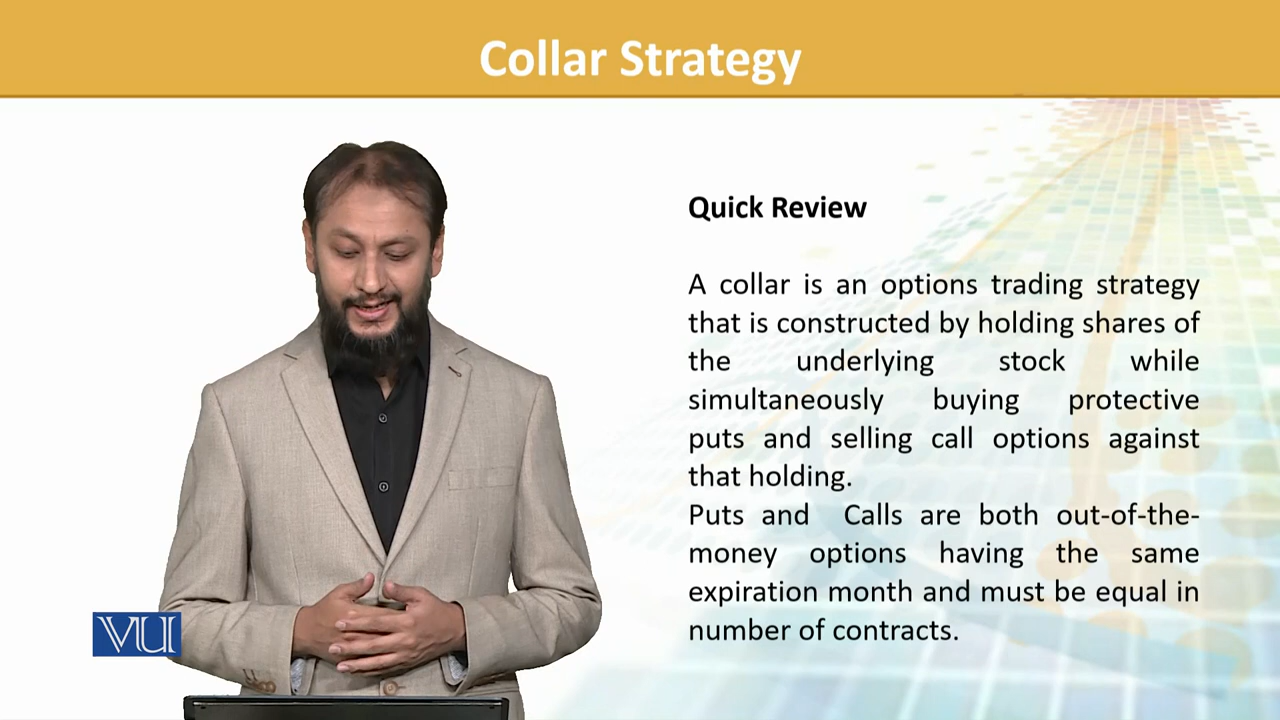 Collar Strategy
Quick Review
A collar is an options trading strategy
that is constructed by holding shares of
the underlying stock while
simultaneously buying protective
puts and selling call options against
that holding.
Puts and Calls are both out-of-the-
money options having the same
expiration month and must be equal in
number of contracts.
VU